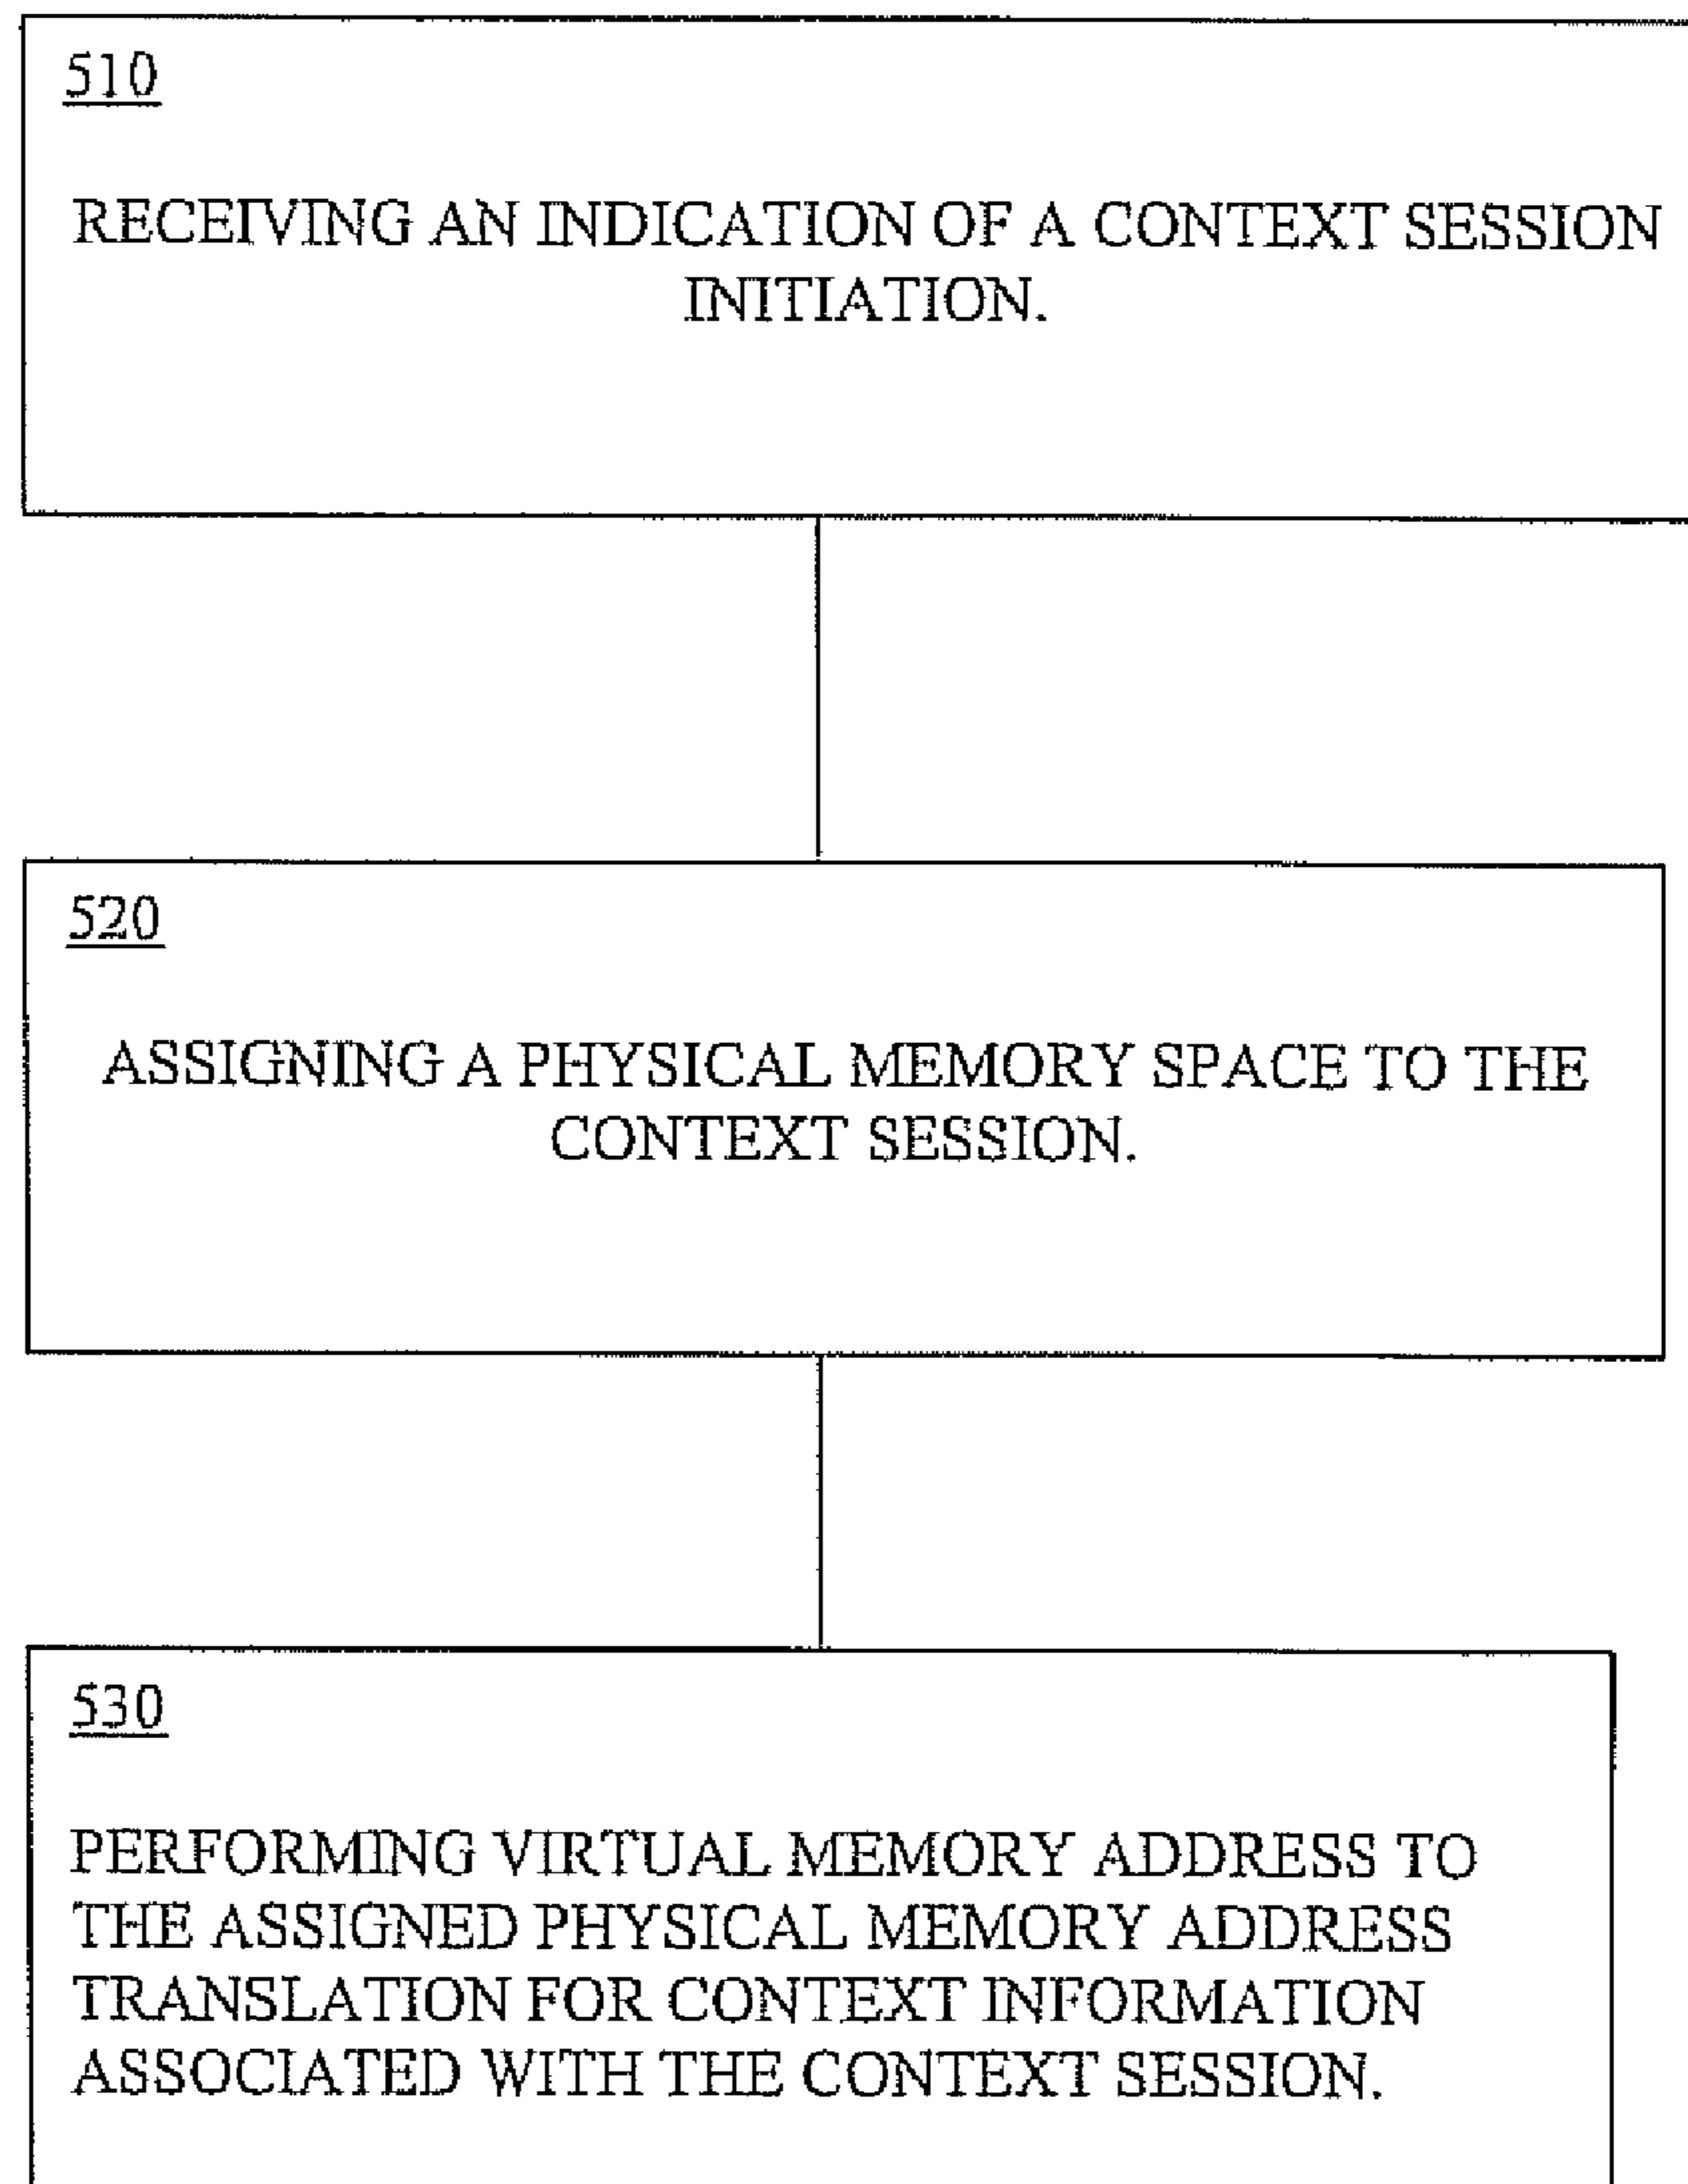 510
RECEIVING AN INDICATION OF A CONTEXT SESSION
INITIATION.
520
ASSIGNING A PHYSICAL MEMORY SPACE TO THE
CONTEXT SESSION.
530
PERFORMING VIRTUAL MEMORY ADDRESS TO
THE ASSIGNED PHYSICAL MEMORY ADDRESS
TRANSLATION FOR CONTEXT INFORMATION
ASSOCIATED WITH THE CONTEXT SESSION.